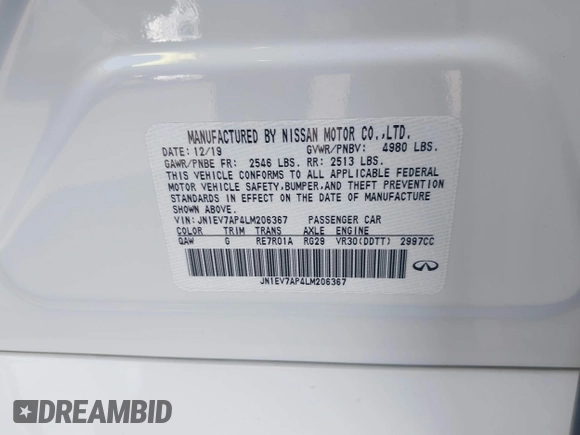 MANUFACTURED BY NISSAN MOTOR CO.,LTD.
DATE: 12/19 GVWR/PNBV: 4980 LBS.
GAWR/PNBE FR: 2546 LBS. RR: 2513 LBS.
THIS VEHICLE CONFORMS TO ALL APPLICABLE FEDERAL
MOTOR VEHICLE SAFETY,BUMPER,AND THEFT PREVENTION
STANDARDS IN EFFECT ON THE DATE OF MANUFACTURE
SHOWN ABOVE.
VIN: JN1EV7AP4LM206367 PASSENGER CAR
COLOR TRIM TRANS AXLE ENGINE
QAW G RE7R01A RG29 VR30(DDTT) 2997CC
JN1EV7AP4LM206367
DREAMBID